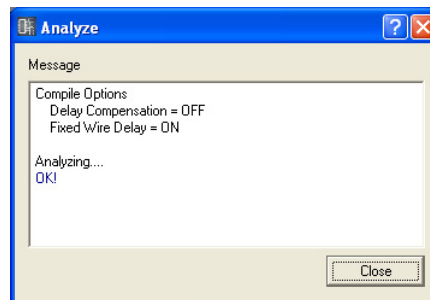 Analyze
Message
Compile Options
Delay Compensation = OFF
Fixed Wire Delay = ON
Analyzing....
OK!
Close